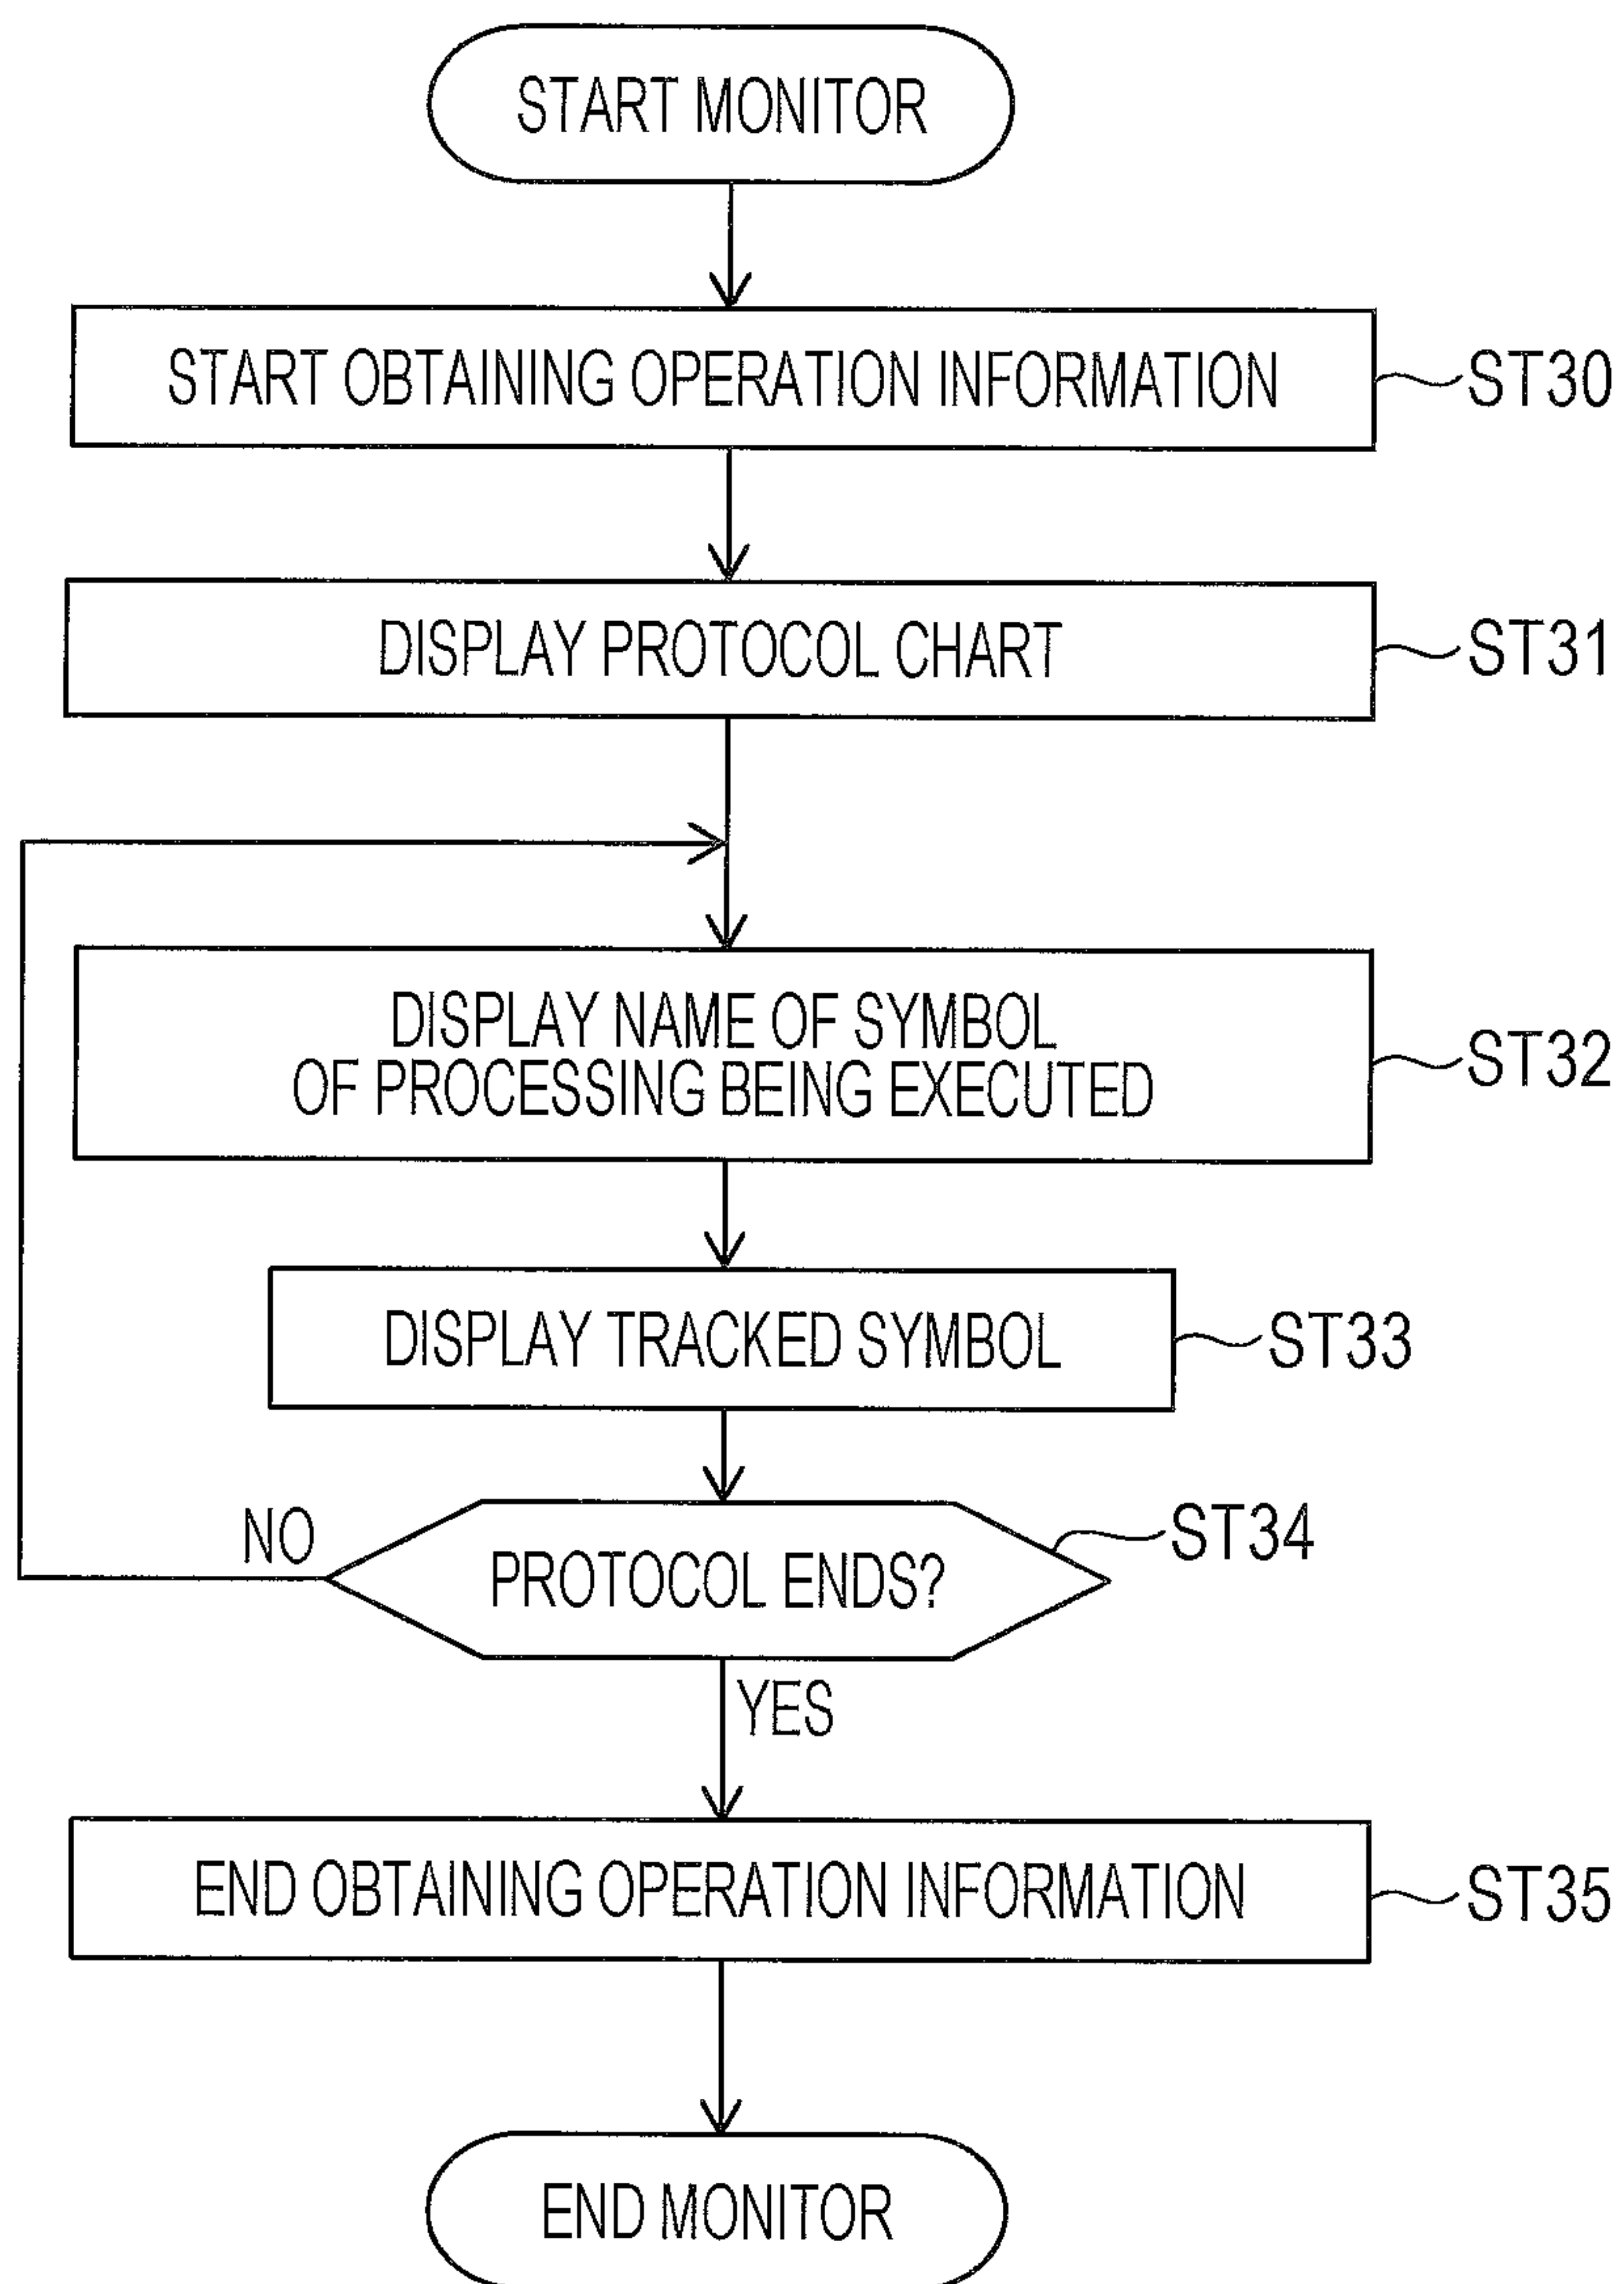 START MONITOR
START OBTAINING OPERATION INFORMATION
ST30
DISPLAY PROTOCOL CHART
ST31
DISPLAY NAME OF SYMBOL
OF PROCESSING BEING EXECUTED
ST32
DISPLAY TRACKED SYMBOL
ST33
NO
PROTOCOL ENDS?
ST34
YES
END OBTAINING OPERATION INFORMATION
ST35
END MONITOR